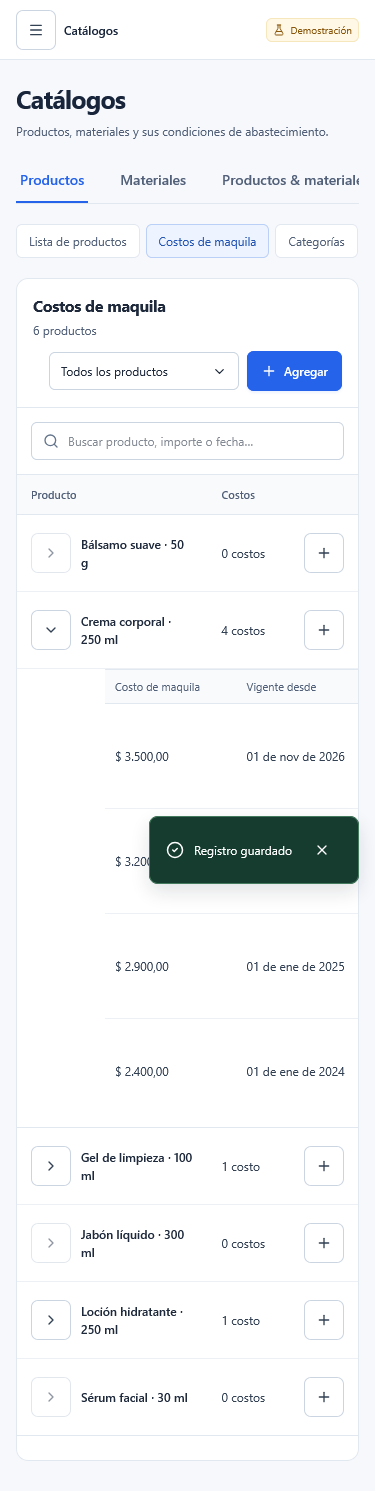 Catálogos
Demostración
Catálogos
Productos, materiales y sus condiciones de abastecimiento.
Productos
Materiales
Productos & materiale
Lista de productos
Costos de maquila
Categorías
Costos de maquila
6 productos
Todos los productos
Agregar
Buscar producto, importe o fecha...
Producto
Costos
Bálsamo suave · 50
g
0 costos
Crema corporal ·
250 ml
4 costos
Costo de maquila
Vigente desde
$ 3.500,00
01 de nov de 2026
$ 3.200
Registro guardado
$ 2.900,00
01 de ene de 2025
$ 2.400,00
01 de ene de 2024
Gel de limpieza · 100
ml
1 costo
Jabón líquido · 300
ml
0 costos
Loción hidratante ·
250 ml
1 costo
Sérum facial · 30 ml
0 costos